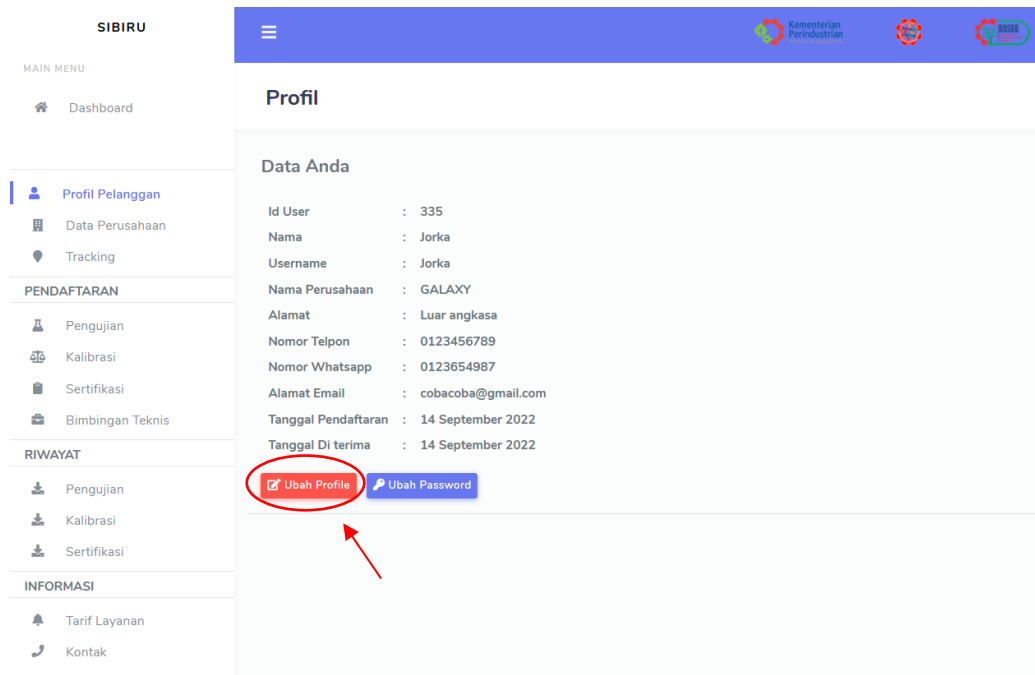 SIBIRU
Kementerian
Perindustrian
MAIN MENU
Dashboard
Profil Pelanggan
Data Perusahaan
Tracking
PENDAFTARAN
Pengujian
Kalibrasi
Sertifikasi
Bimbingan Teknis
RIWAYAT
Pengujian
Kalibrasi
Sertifikasi
INFORMASI
Tarif Layanan
Kontak
Profil
Data Anda
Id User : 335
Nama : Jorka
Username : Jorka
Nama Perusahaan : GALAXY
Alamat : Luar angkasa
Nomor Telpon : 0123456789
Nomor Whatsapp : 0123654987
Alamat Email : cobacoba@gmail.com
Tanggal Pendaftaran : 14 September 2022
Tanggal Di terima : 14 September 2022
Ubah Profile
Ubah Password